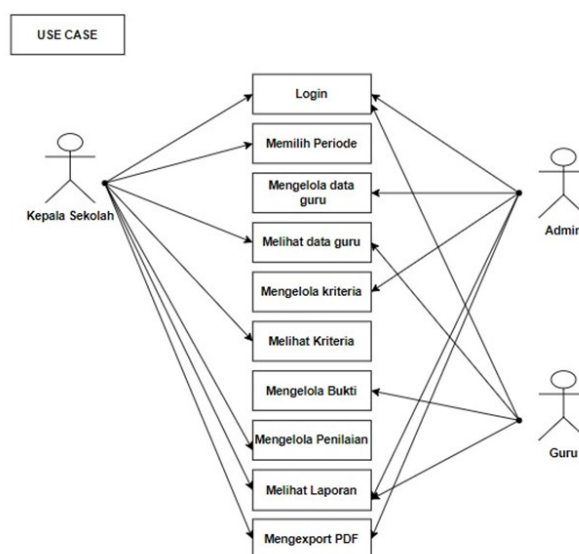 USE CASE
Login
Memilih Periode
Kepala Sekolah
Mengelola data
guru
Admin
Melihat data guru
Mengelola kriteria
Melihat Kriteria
Mengelola Bukti
Mengelola Penilaian
Guru
Melihat Laporan
Mengexport PDF